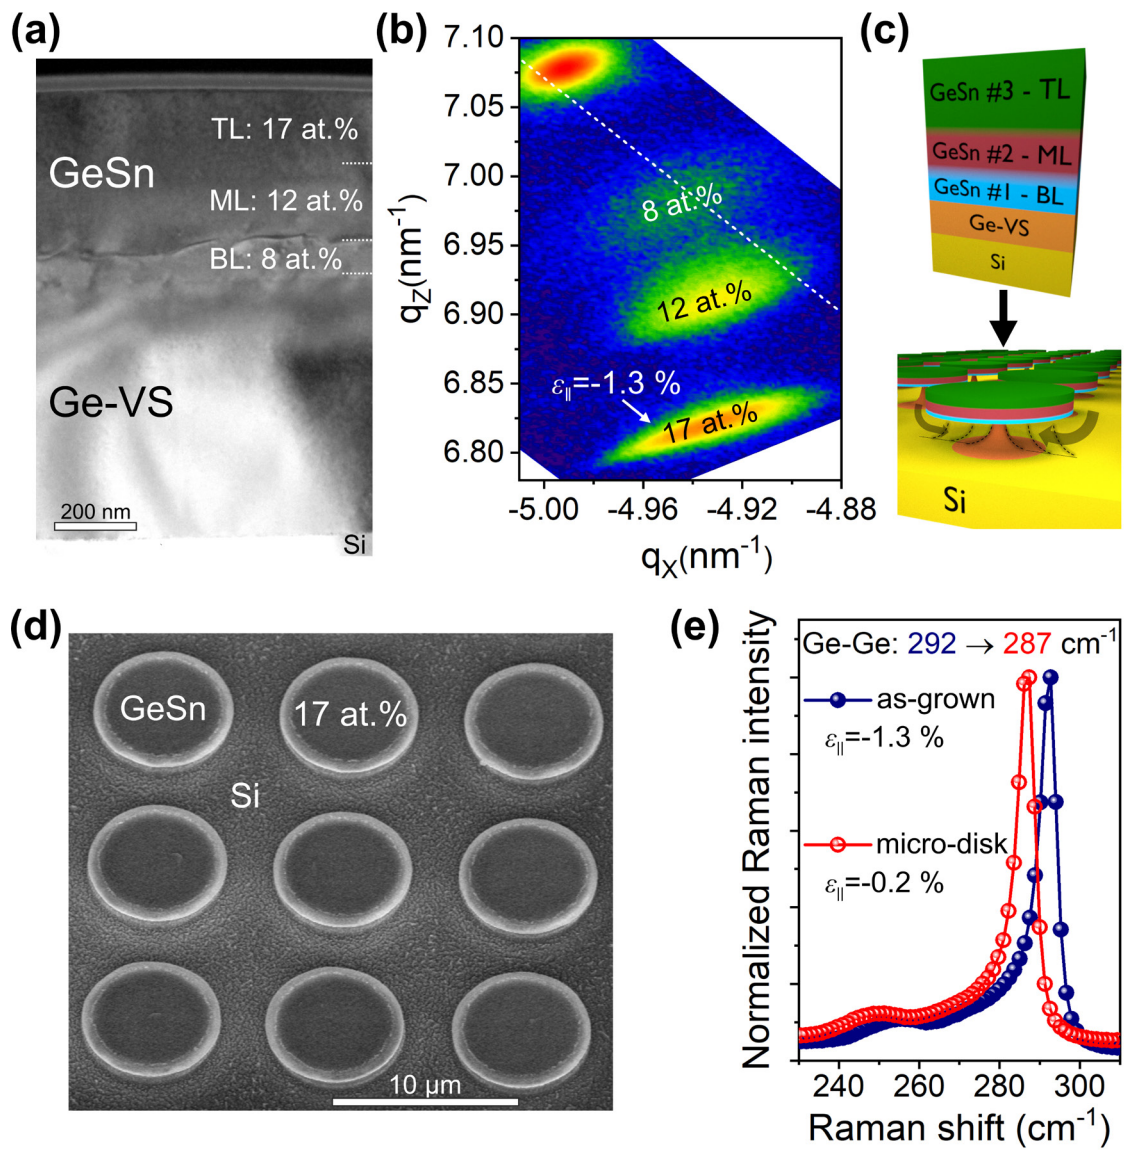 (a)
TL: 17 at.%
GeSn
ML: 12 at.%
BL: 8 at.%
Ge-VS
200 nm
Si
(b)
7.10
7.05
7.00
6.95
6.90
6.85
6.80
qZ(nm-1)
8 at.%
12 at.%
ε||=-1.3 %
17 at.%
-5.00 -4.96 -4.92 -4.88
qX(nm-1)
(c)
GeSn #3 - TL
GeSn #2 - ML
GeSn #1 - BL
Ge-VS
Si
Si
(d)
GeSn
17 at.%
Si
10 μm
(e)
Normalized Raman intensity
Ge-Ge: 292 → 287 cm-1
as-grown
ε||=-1.3 %
micro-disk
ε||=-0.2 %
240 260 280 300
Raman shift (cm-1)